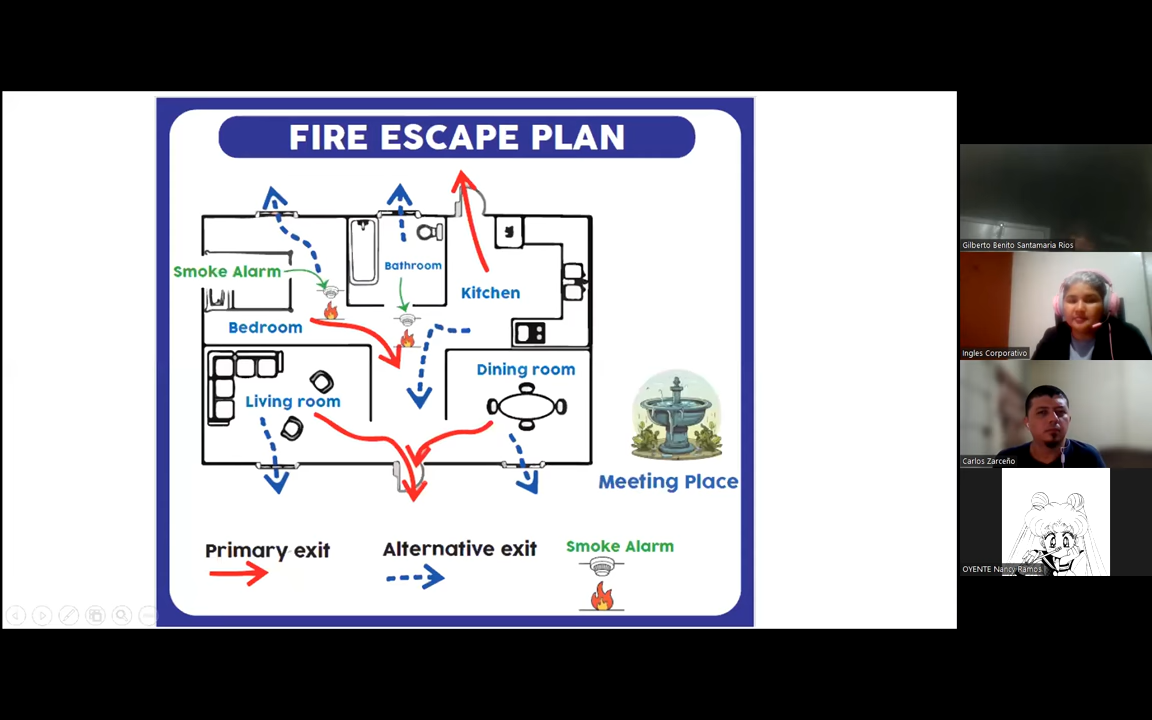 FIRE ESCAPE PLAN
Smoke Alarm
Bathroom
Kitchen
Bedroom
Dining room
Living room
Meeting Place
Primary exit
Alternative exit
Smoke Alarm
Gilberto Benito Santamaria Rios
Ingles Corporativo
Carlos Zarceño
OYENTE Nancy Ramos